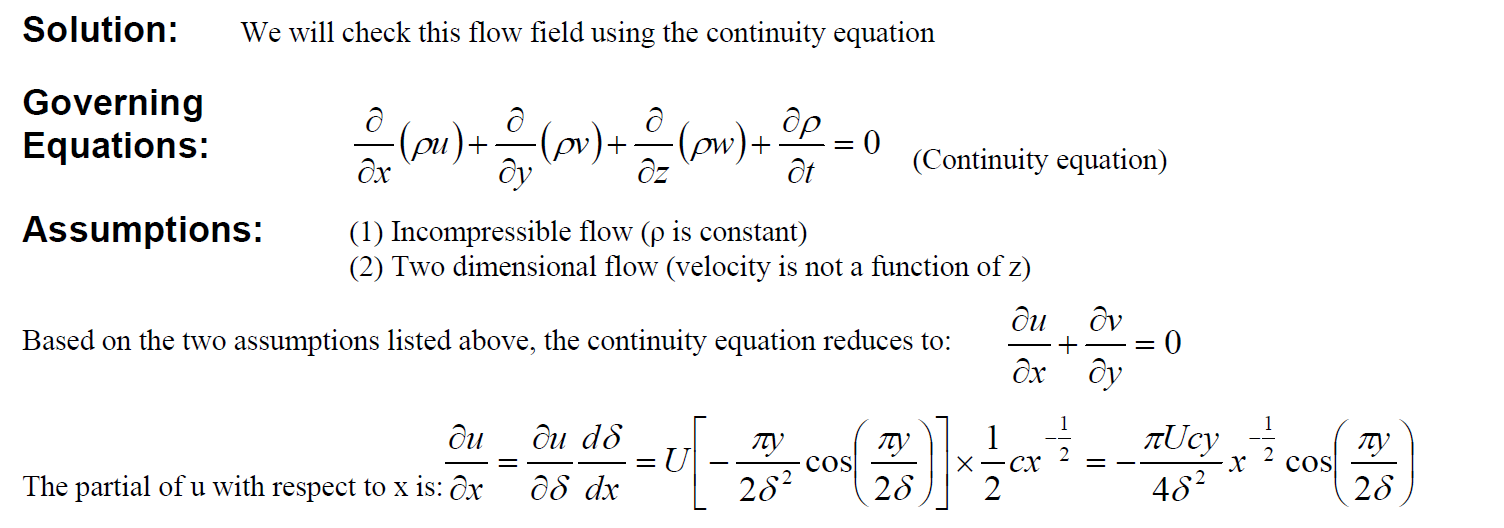 Solution: We will check this flow field using the continuity equation
Governing
Equations: ∂/∂x (ρu) + ∂/∂y (ρv) + ∂/∂z (ρw) + ∂ρ/∂t = 0 (Continuity equation)
Assumptions: (1) Incompressible flow (ρ is constant)
(2) Two dimensional flow (velocity is not a function of z)
Based on the two assumptions listed above, the continuity equation reduces to: ∂u/∂x + ∂v/∂y = 0
The partial of u with respect to x is: ∂u/∂x = ∂u/∂δ dδ/dx = U[−πy/2δ² cos(πy/2δ)] × 1/2 cx^(−1/2) = −πUcy/4δ² x^(−1/2) cos(πy/2δ)